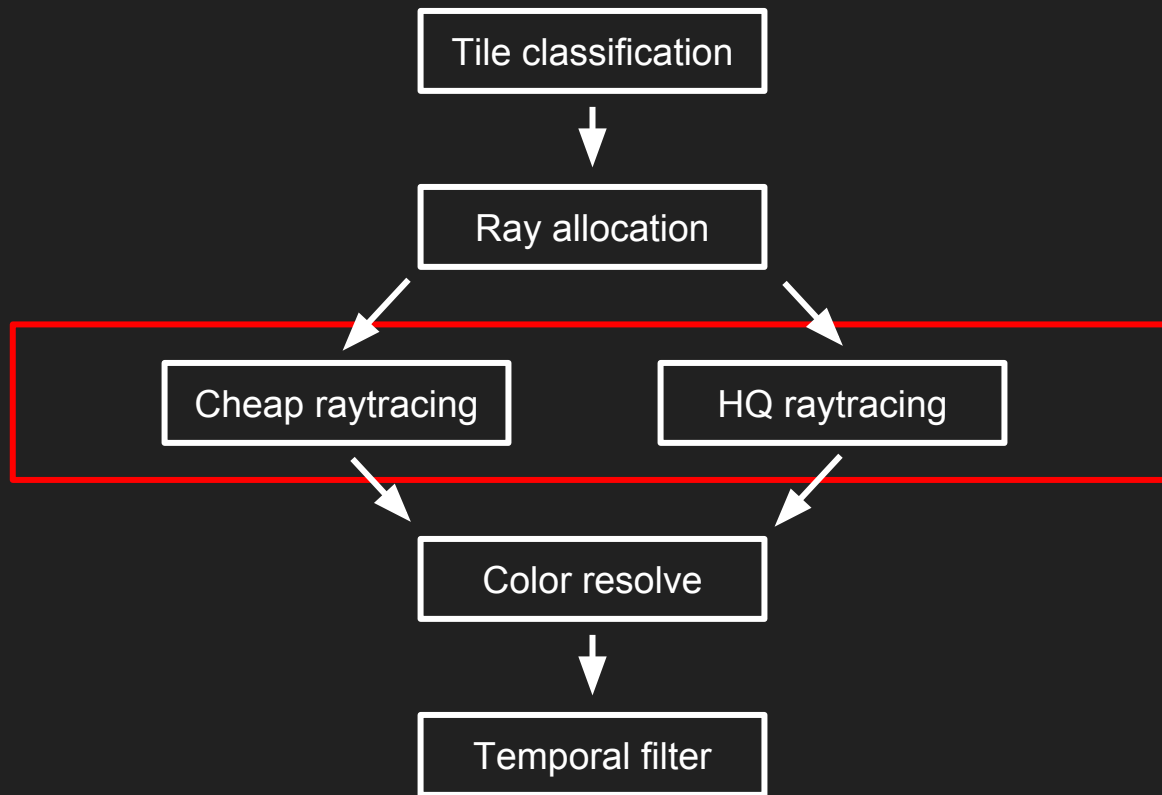 Tile classification
Ray allocation
Cheap raytracing
HQ raytracing
Color resolve
Temporal filter